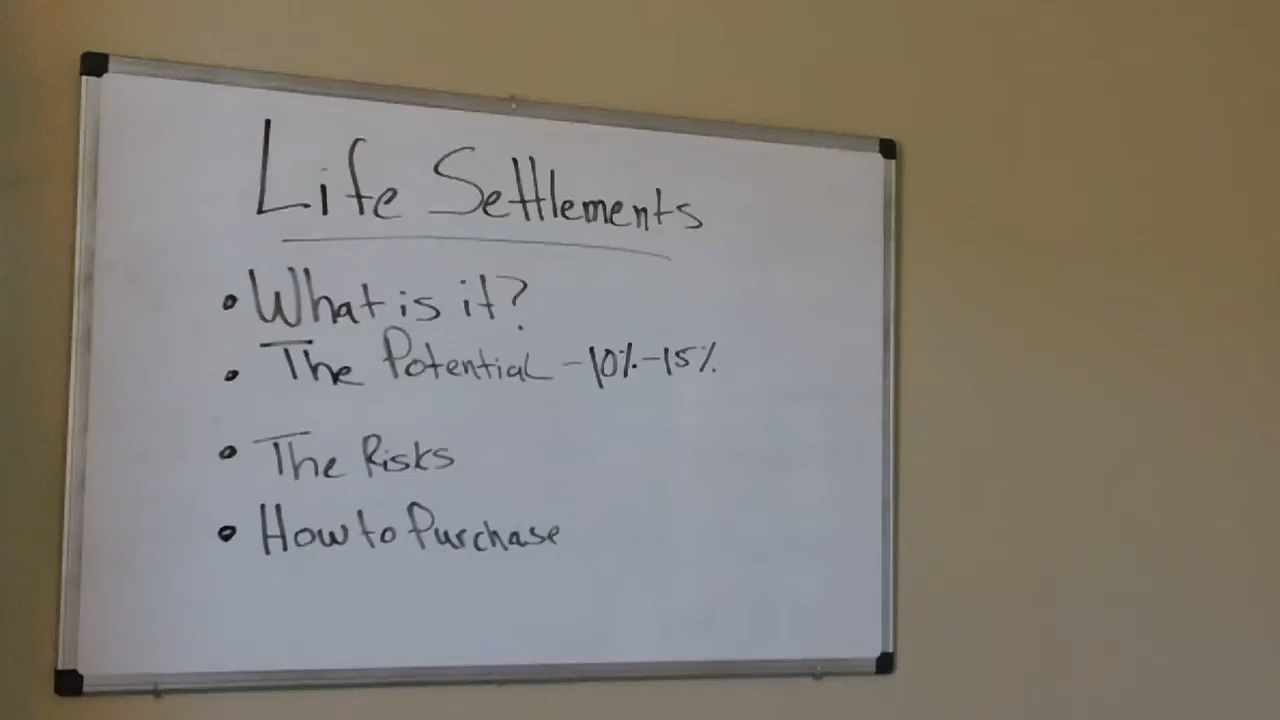 Life Settlements
• What is it?
• The Potential - 10% - 15%
• The Risks
• How to Purchase